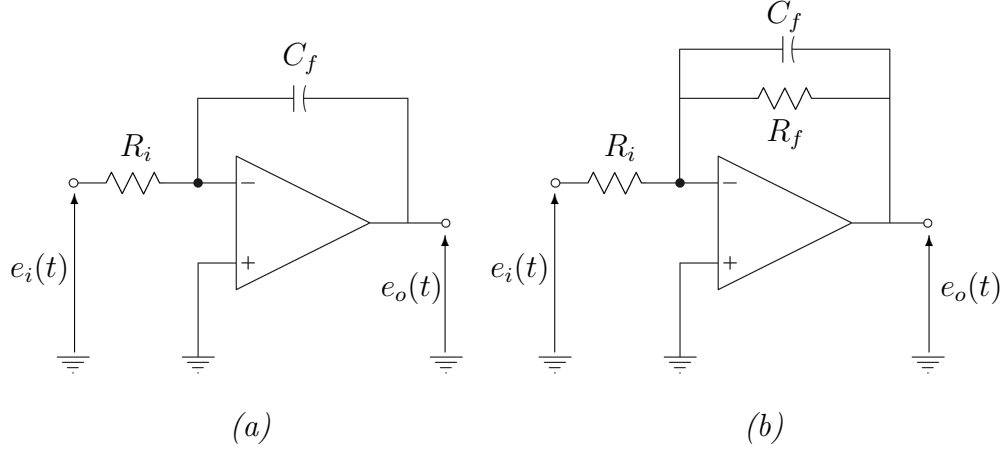 C_f
R_i
−
+
e_i(t)
e_o(t)
(a)
C_f
R_f
R_i
−
+
e_i(t)
e_o(t)
(b)